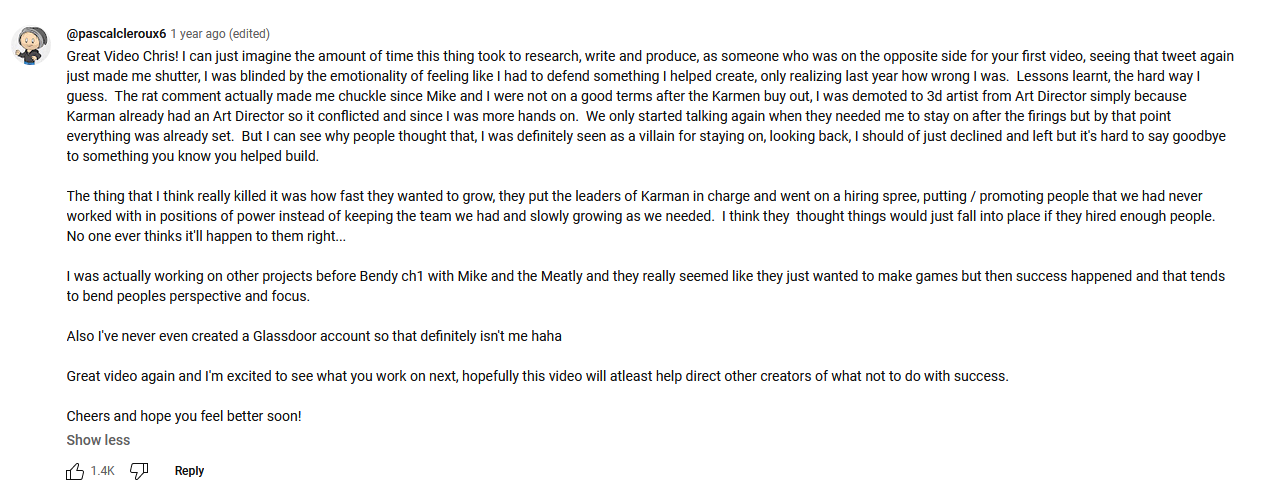 @pascalcleroux6 1 year ago (edited)
Great Video Chris! I can just imagine the amount of time this thing took to research, write and produce, as someone who was on the opposite side for your first video, seeing that tweet again
just made me shutter, I was blinded by the emotionality of feeling like I had to defend something I helped create, only realizing last year how wrong I was.  Lessons learnt, the hard way I
guess.  The rat comment actually made me chuckle since Mike and I were not on a good terms after the Karmen buy out, I was demoted to 3d artist from Art Director simply because
Karman already had an Art Director so it conflicted and since I was more hands on.  We only started talking again when they needed me to stay on after the firings but by that point
everything was already set.  But I can see why people thought that, I was definitely seen as a villain for staying on, looking back, I should of just declined and left but it's hard to say goodbye
to something you know you helped build.

The thing that I think really killed it was how fast they wanted to grow, they put the leaders of Karman in charge and went on a hiring spree, putting / promoting people that we had never
worked with in positions of power instead of keeping the team we had and slowly growing as we needed.  I think they  thought things would just fall into place if they hired enough people.
No one ever thinks it'll happen to them right...

I was actually working on other projects before Bendy ch1 with Mike and the Meatly and they really seemed like they just wanted to make games but then success happened and that tends
to bend peoples perspective and focus.

Also I've never even created a Glassdoor account so that definitely isn't me haha

Great video again and I'm excited to see what you work on next, hopefully this video will atleast help direct other creators of what not to do with success.

Cheers and hope you feel better soon!
Show less
1.4K Reply